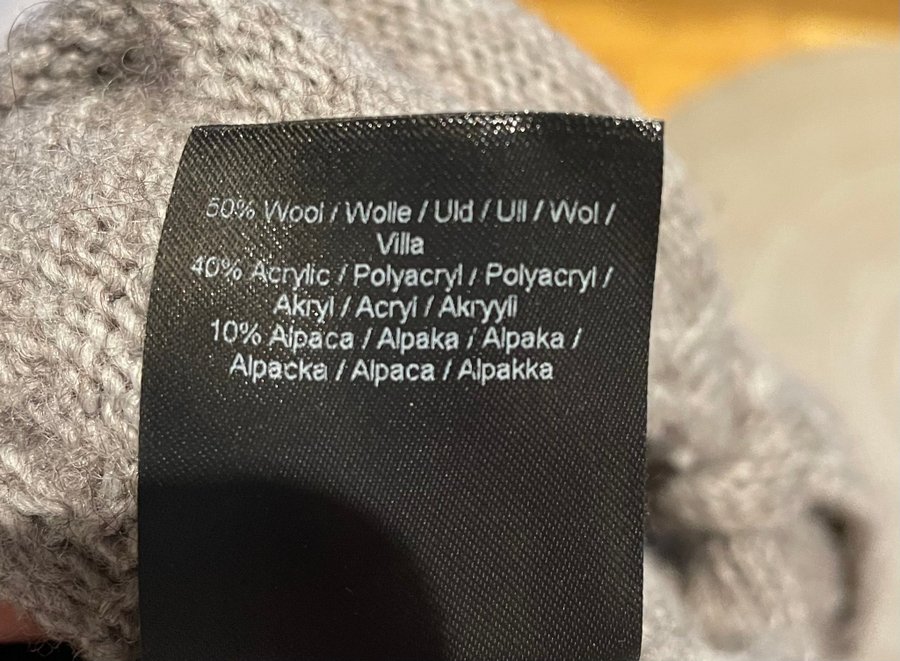 50% Wool / Wolle / Uld / Ull / Wol /
Villa
40% Acrylic / Polyacryl / Polyacryl /
Akryl / Acryl / Akryyli
10% Alpaca / Alpaka / Alpaka /
Alpacka / Alpaca / Alpakka